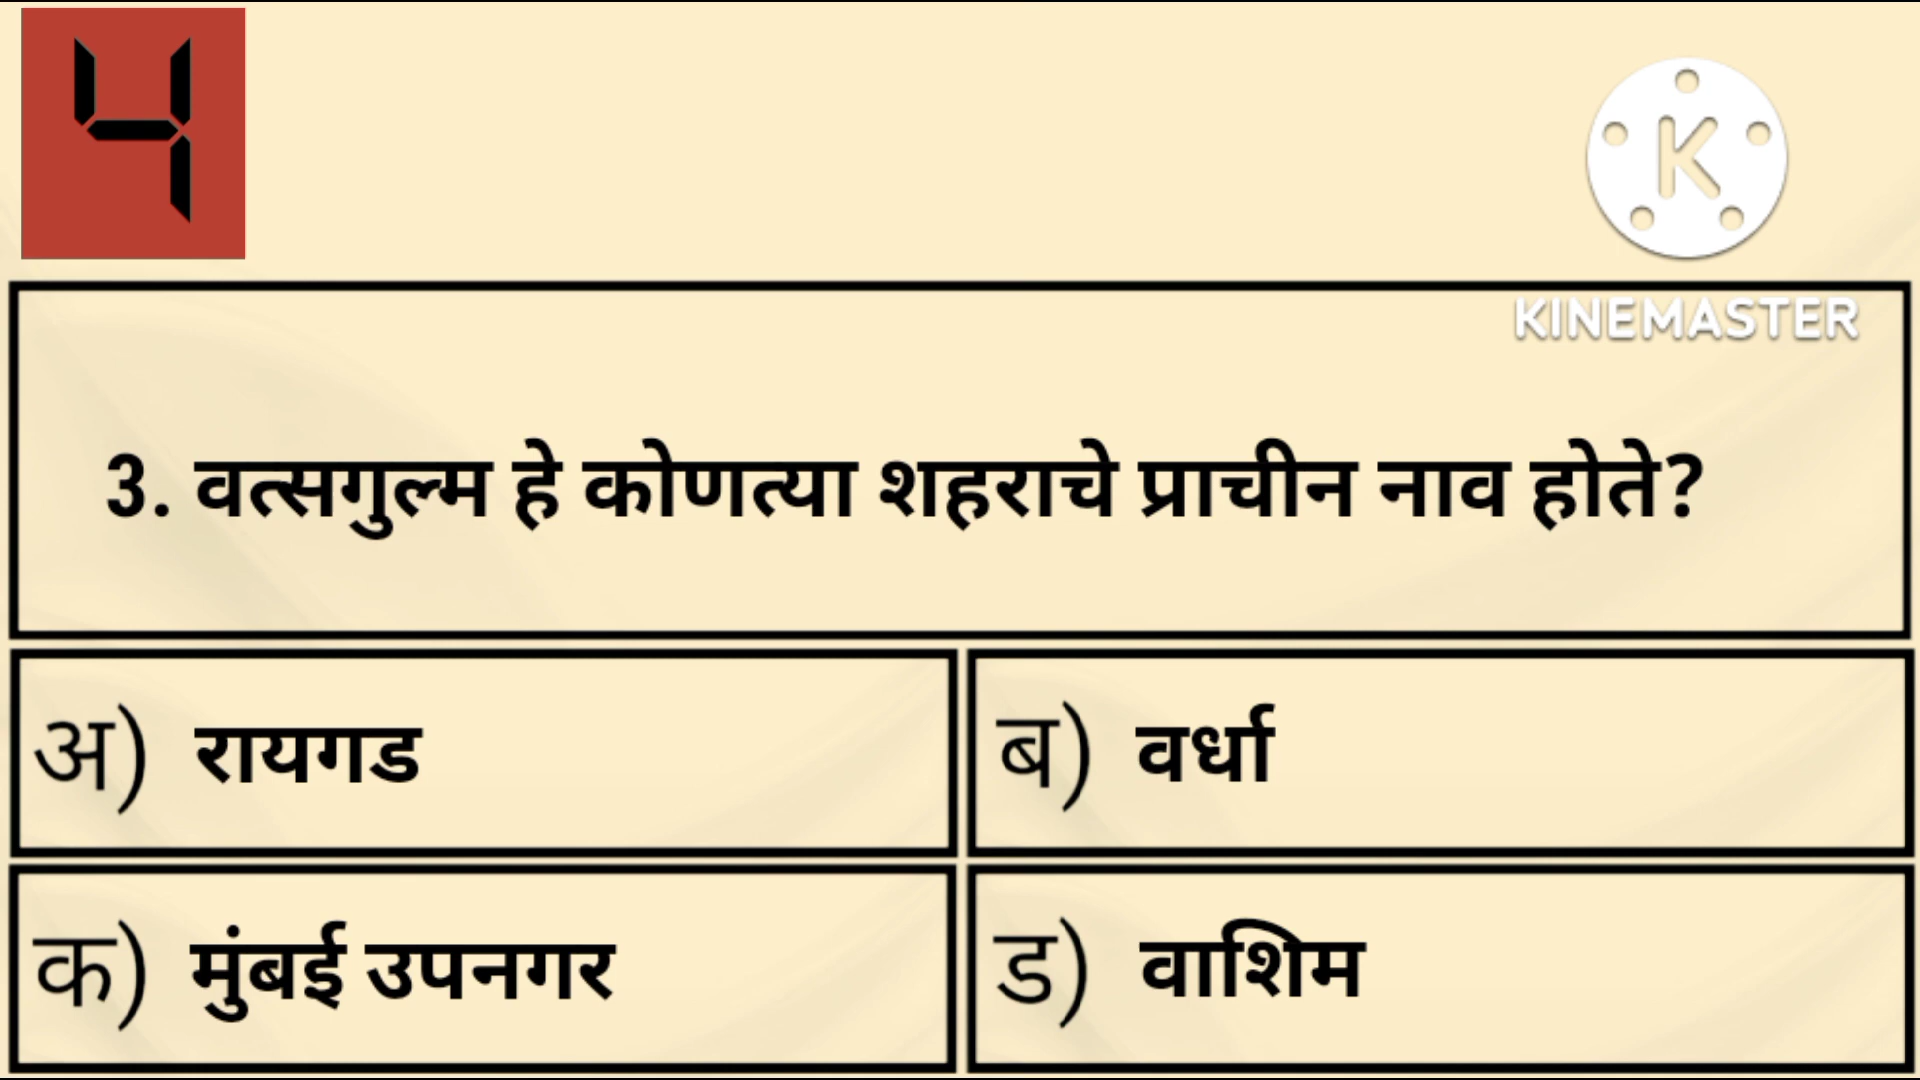 4
K
KINEMASTER
3. वत्सगुल्म हे कोणत्या शहराचे प्राचीन नाव होते?
अ) रायगड
ब) वर्धा
क) मुंबई उपनगर
ड) वाशिम